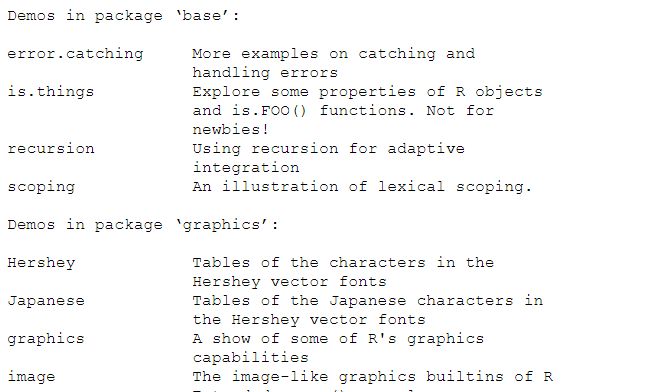 Demos in package ‘base’:
error.catching More examples on catching and
handling errors
is.things Explore some properties of R objects
and is.FOO() functions. Not for
newbies!
recursion Using recursion for adaptive
integration
scoping An illustration of lexical scoping.
Demos in package ‘graphics’:
Hershey Tables of the characters in the
Hershey vector fonts
Japanese Tables of the Japanese characters in
the Hershey vector fonts
graphics A show of some of R's graphics
capabilities
image The image-like graphics builtins of R